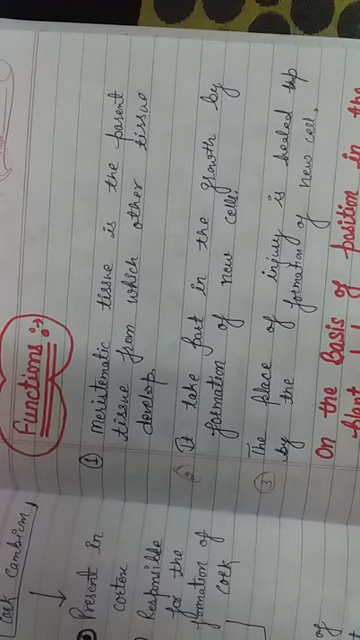 Functions :→
① Meristematic tissue is the parent
tissue from which other tissue
develop.
② It take part in the growth by
formation of new cells.
③ The place of injury is healed up
by the formation of new cell.
On the Basis of position in the
plant
Cork cambium
Present in
cortex
Responsible
for the
formation of
cork
of